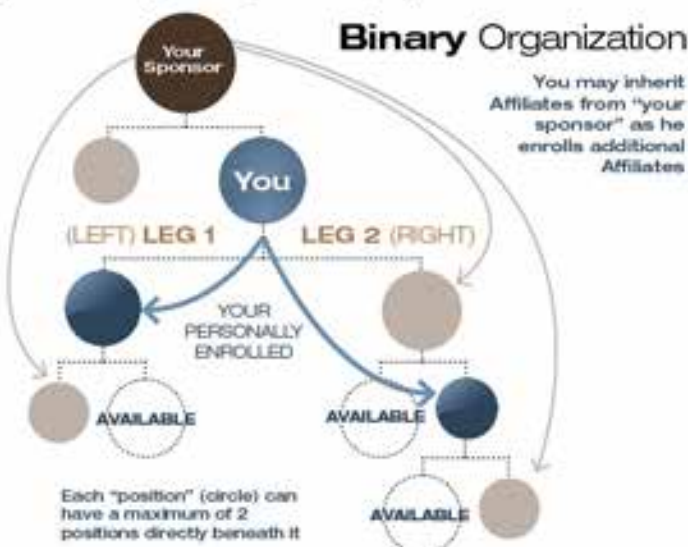 Binary Organization
Your
Sponsor
You may inherit
Affiliates from "your
sponsor" as he
enrolls additional
Affiliates
You
(LEFT) LEG 1
LEG 2 (RIGHT)
YOUR
PERSONALLY
ENROLLED
AVAILABLE
AVAILABLE
Each "position" (circle) can
have a maximum of 2
positions directly beneath it
AVAILABLE